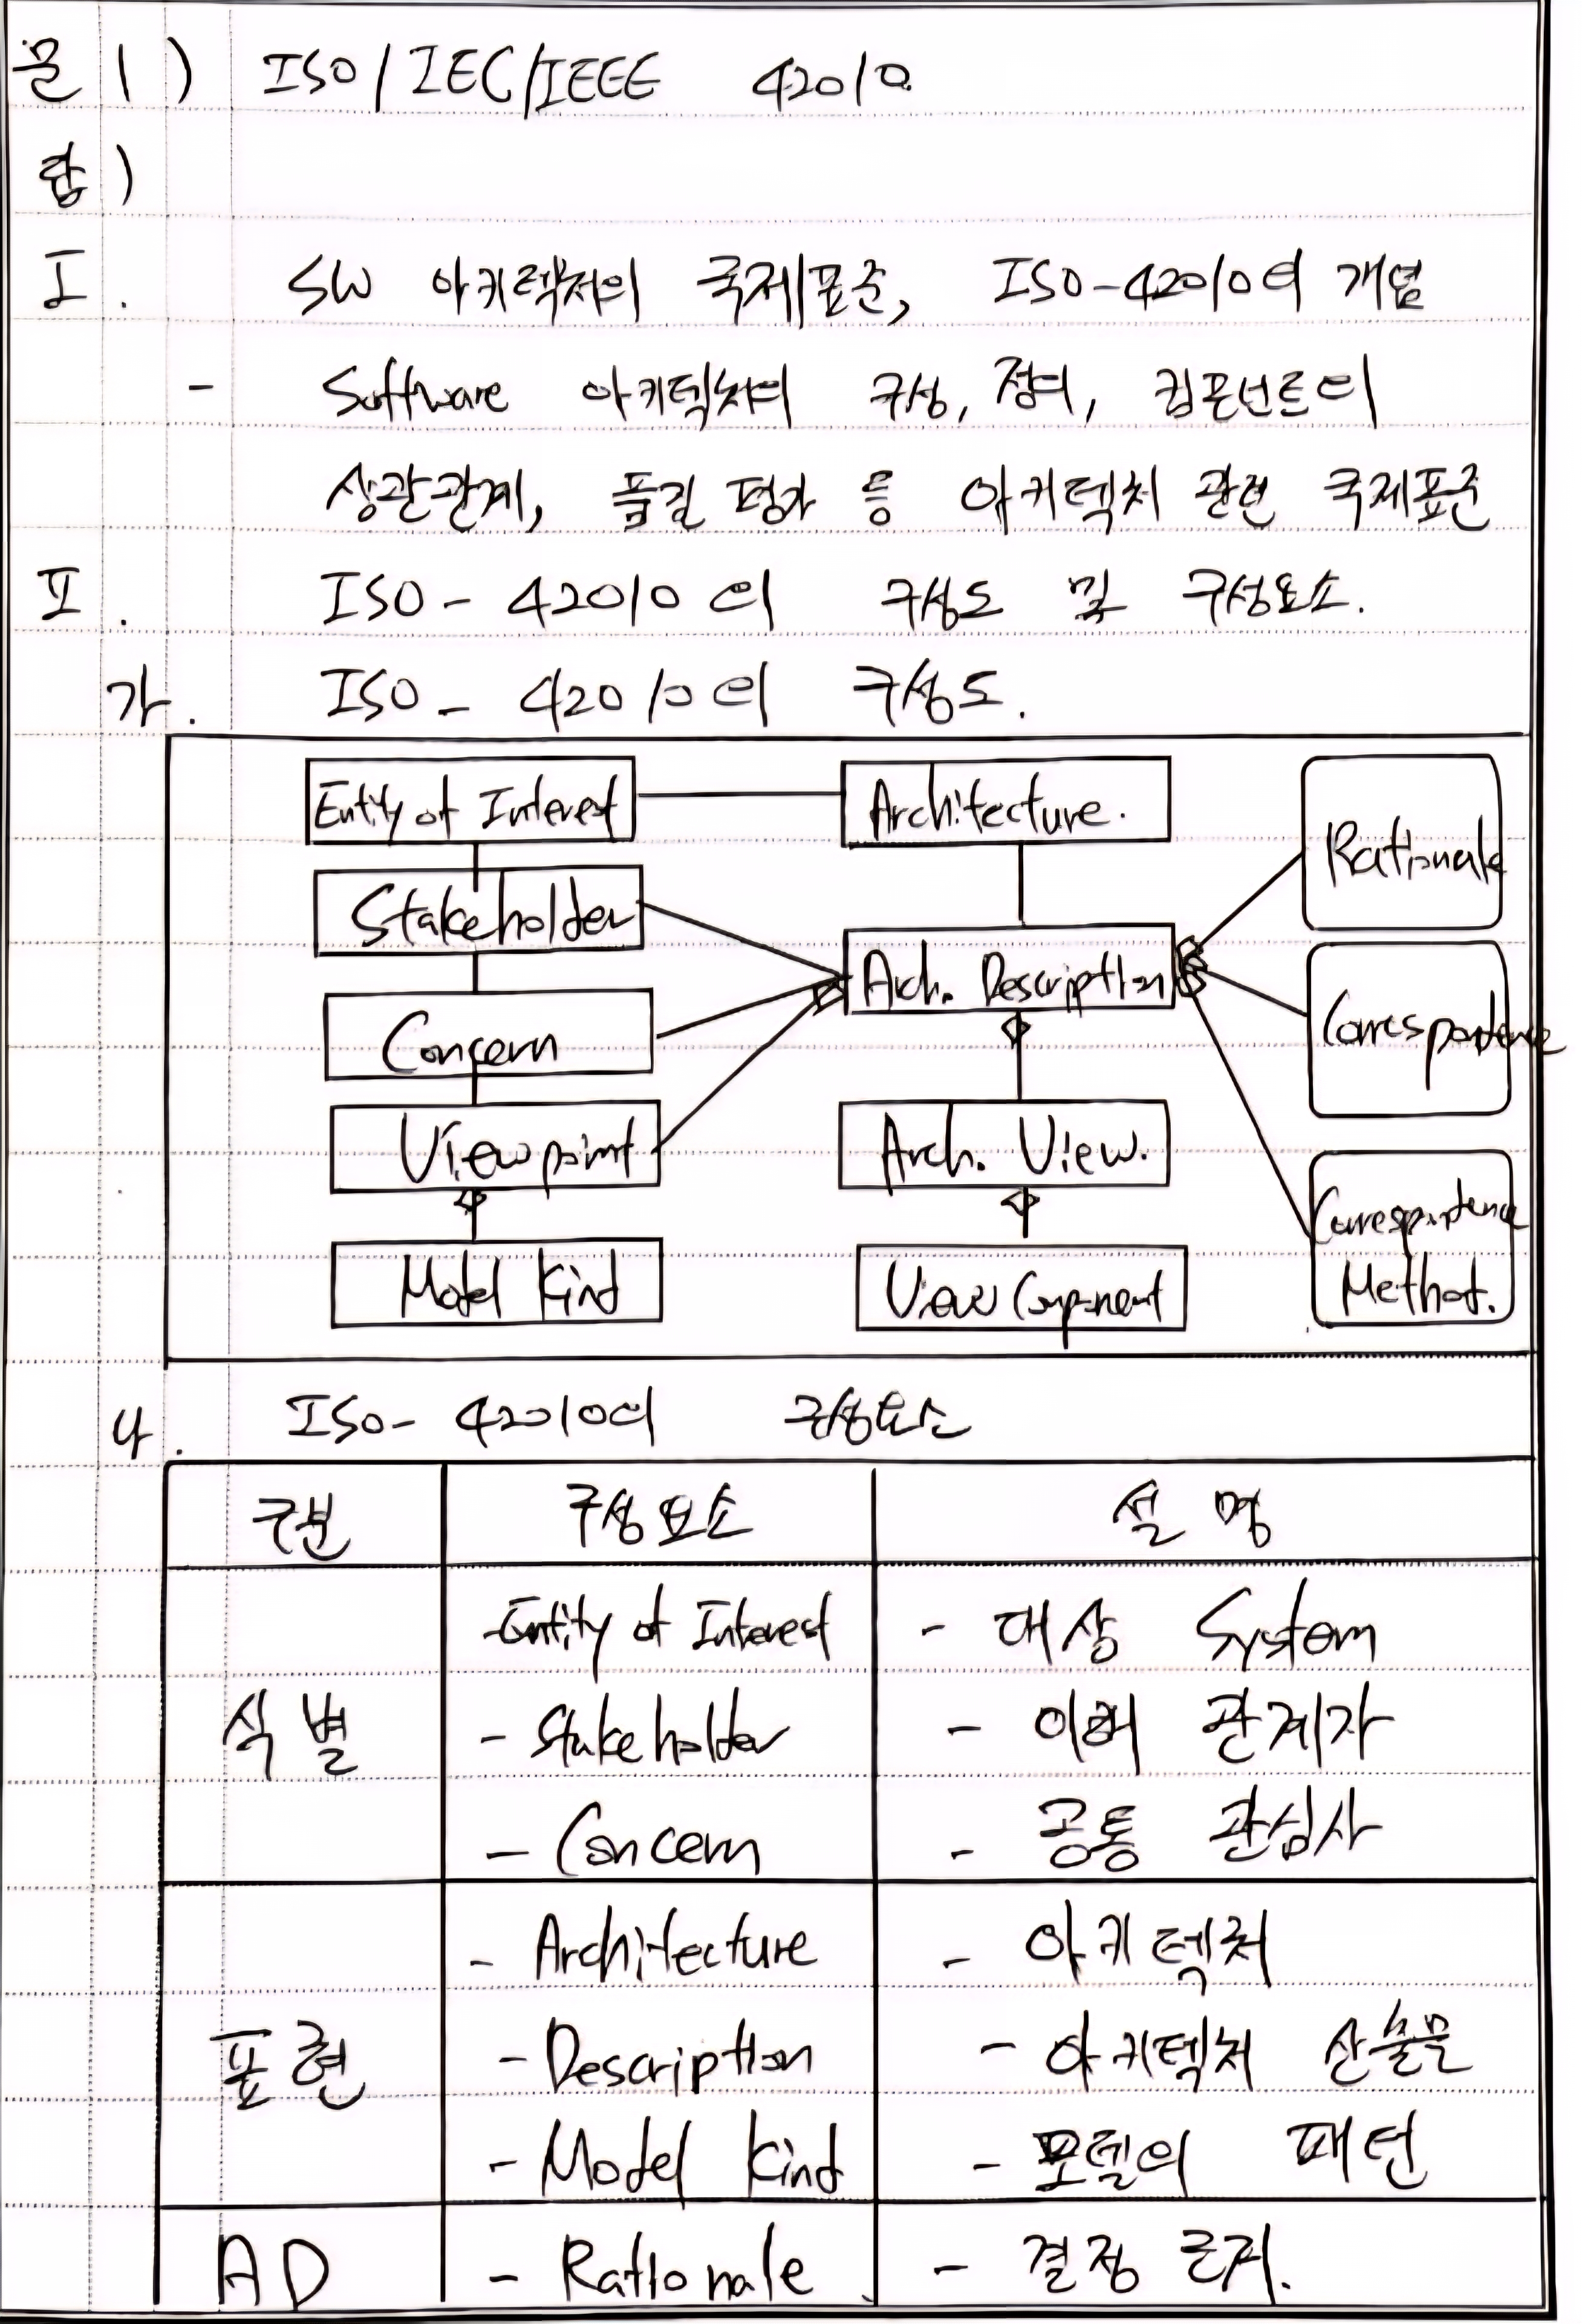 문 1) ISO/IEC/IEEE 42010
답)
I. SW 아키텍처의 국제표준, ISO-42010의 개념
- Software 아키텍처의 구성, 정의, 컴포넌트의
상관관계, 품질 평가 등 아키텍처 관련 국제표준
II. ISO-42010의 구성도 및 구성요소.
가. ISO-42010의 구성도.
Entity of Interest
Architecture.
Rationale
Stakeholder
Arch. Description
Concern
Correspondence
Viewpoint
Arch. View.
Correspondence
Method.
Model Kind
View Component
나. ISO-42010의 구성요소
구분 구성요소 설명
식별
-Entity of Interest - 대상 System
- Stakeholder - 이해 관계자
- Concern - 공통 관심사
표현
- Architecture - 아키텍처
- Description - 아키텍처 산출물
- Model Kind - 모델의 패턴
AD - Rationale - 결정 근거.